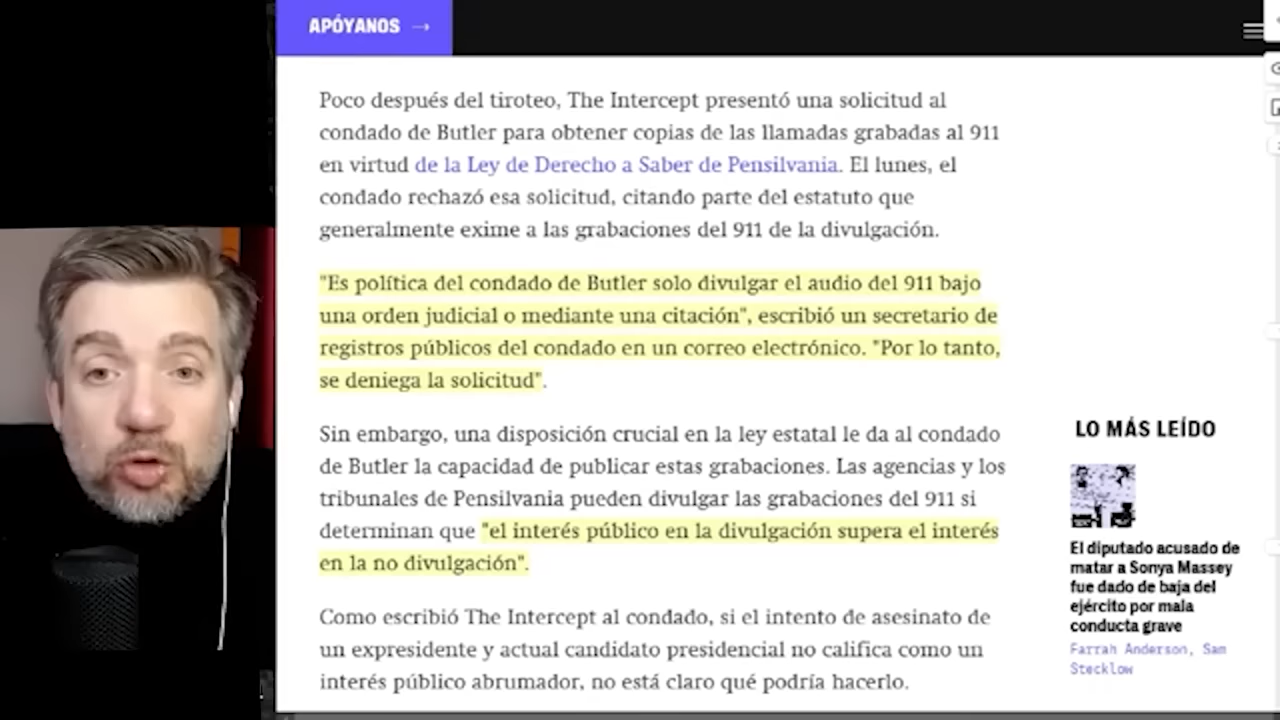 APÓYANOS →
Poco después del tiroteo, The Intercept presentó una solicitud al
condado de Butler para obtener copias de las llamadas grabadas al 911
en virtud de la Ley de Derecho a Saber de Pensilvania. El lunes, el
condado rechazó esa solicitud, citando parte del estatuto que
generalmente exime a las grabaciones del 911 de la divulgación.
"Es política del condado de Butler solo divulgar el audio del 911 bajo
una orden judicial o mediante una citación", escribió un secretario de
registros públicos del condado en un correo electrónico. "Por lo tanto,
se deniega la solicitud".
Sin embargo, una disposición crucial en la ley estatal le da al condado
de Butler la capacidad de publicar estas grabaciones. Las agencias y los
tribunales de Pensilvania pueden divulgar las grabaciones del 911 si
determinan que "el interés público en la divulgación supera el interés
en la no divulgación".
Como escribió The Intercept al condado, si el intento de asesinato de
un expresidente y actual candidato presidencial no califica como un
interés público abrumador, no está claro qué podría hacerlo.
LO MÁS LEÍDO
El diputado acusado de
matar a Sonya Massey
fue dado de baja del
ejército por mala
conducta grave
Farrah Anderson, Sam
Stecklow